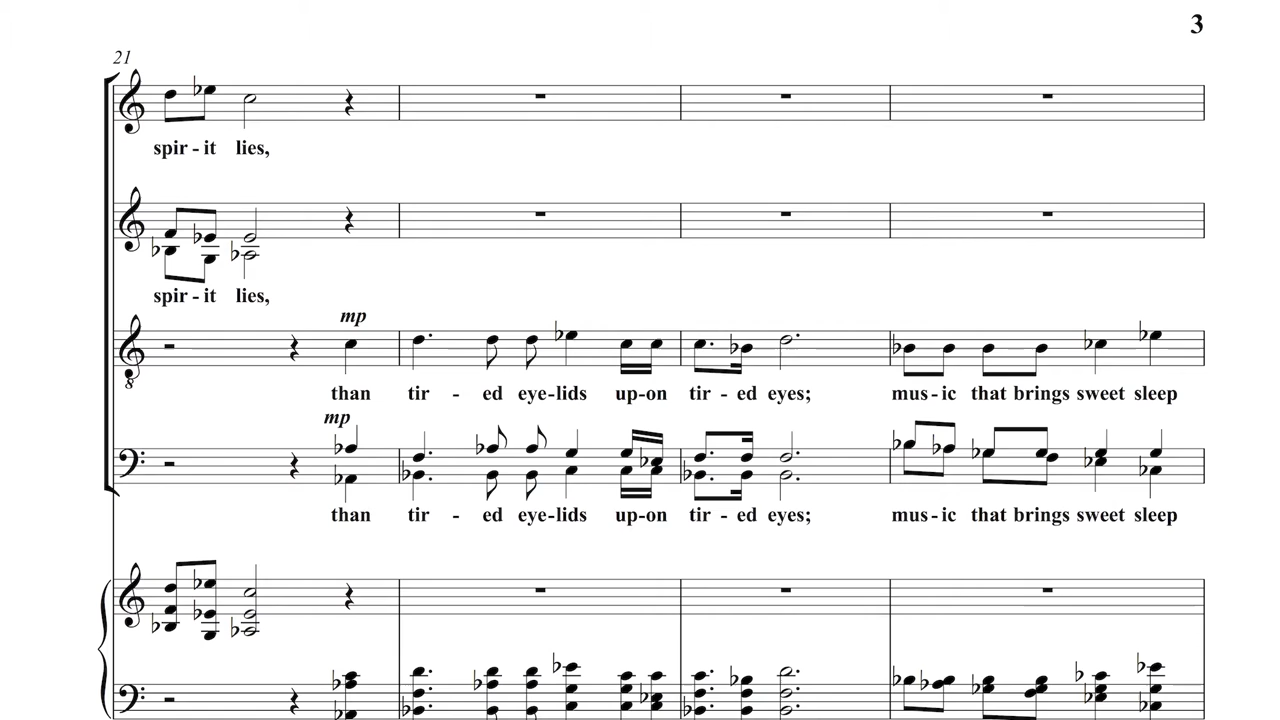 3
21
spir - it lies,
spir - it lies,
mp
than tir - ed eye-lids up-on tir - ed eyes; mus - ic that brings sweet sleep
mp
than tir - ed eye-lids up-on tir - ed eyes; mus - ic that brings sweet sleep